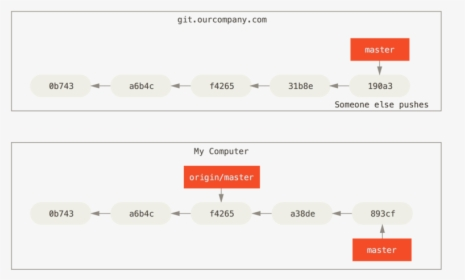 git.ourcompany.com
master
0b743 a6b4c f4265 31b8e 190a3
Someone else pushes
My Computer
origin/master
0b743 a6b4c f4265 a38de 893cf
master